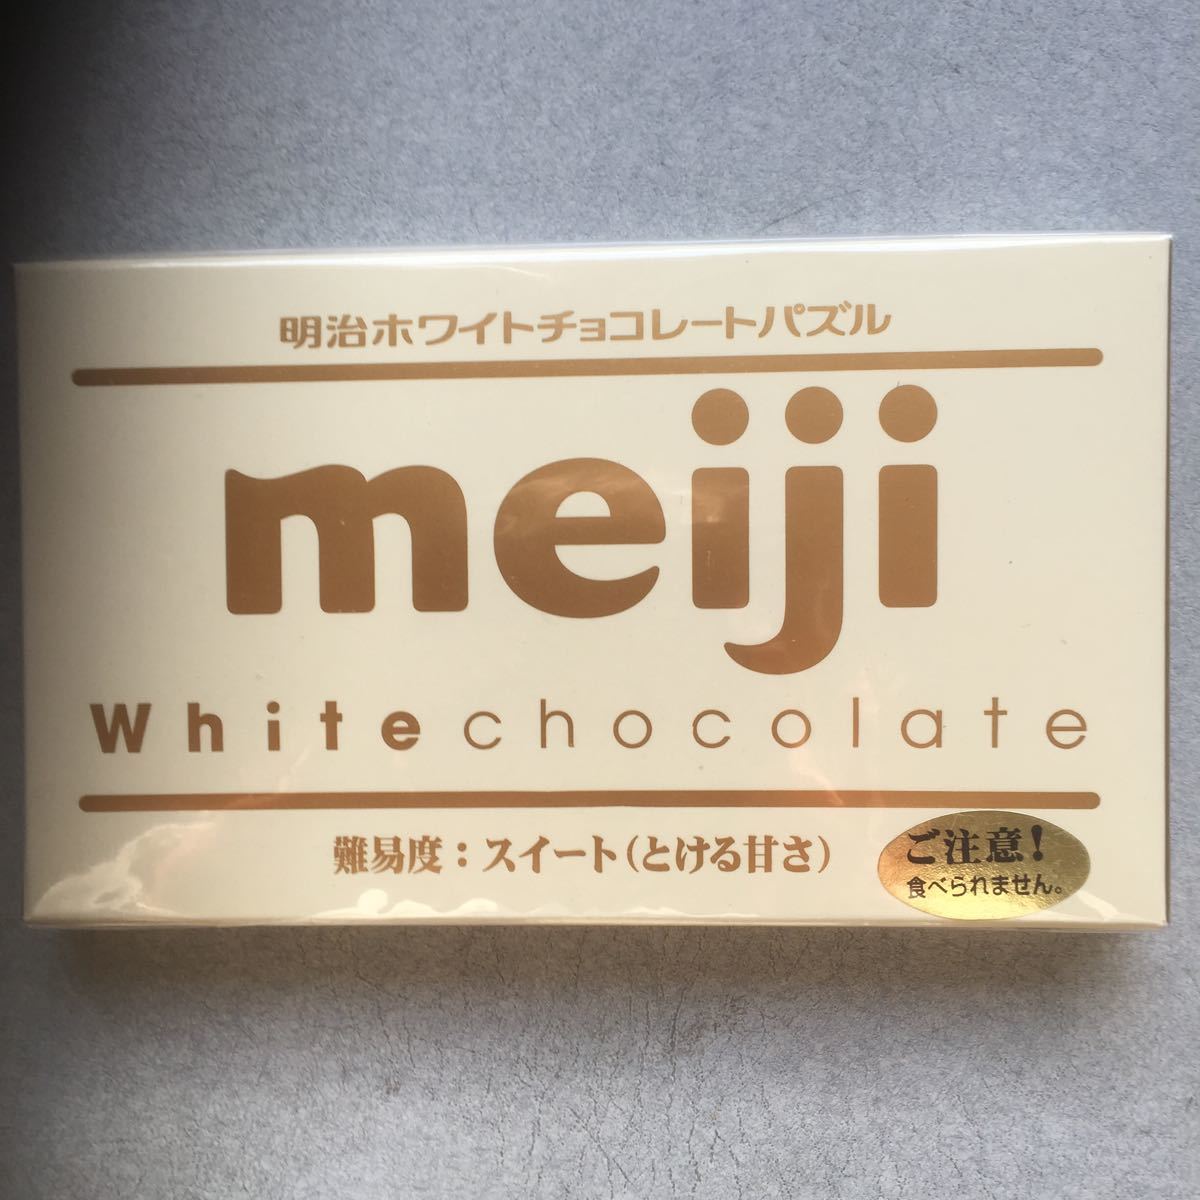 明治ホワイトチョコレートパズル
meiji
Whitechocolate
難易度：スイート（とける甘さ）
ご注意！
食べられません。